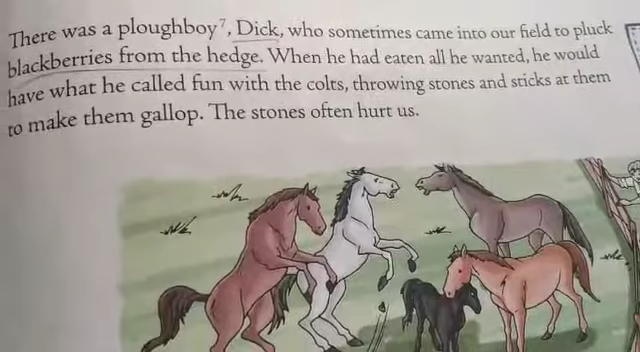 There was a ploughboy⁷, Dick, who sometimes came into our field to pluck
blackberries from the hedge. When he had eaten all he wanted, he would
have what he called fun with the colts, throwing stones and sticks at them
to make them gallop. The stones often hurt us.